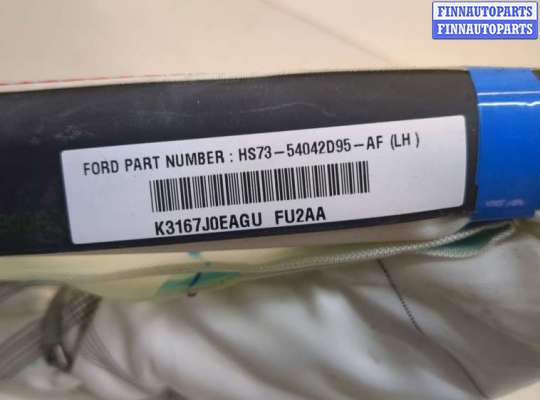 FINNAUTOPARTS
FINNAUTOPARTS
FORD PART NUMBER : HS73-54042D95-AF (LH )
K3167J0EAGU FU2AA